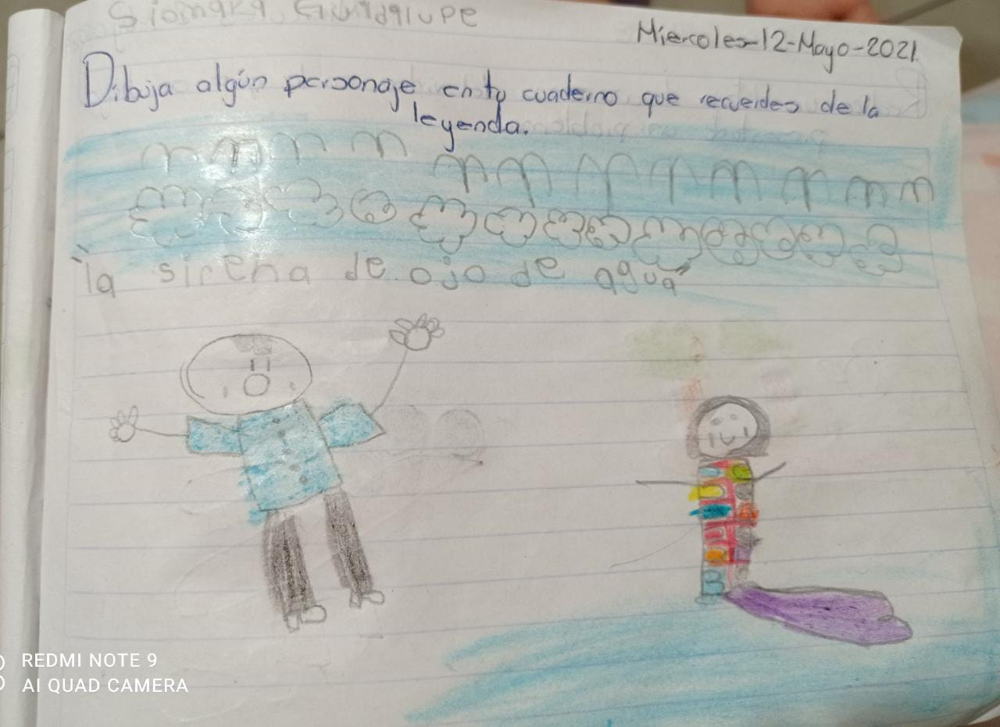 Guadalupe
Miercoles-12-Mayo-2021.
Dibuja algún personaje en tu cuaderno que recuerdes de la
leyenda.
"la sirena de ojo de agua"
REDMI NOTE 9
AI QUAD CAMERA